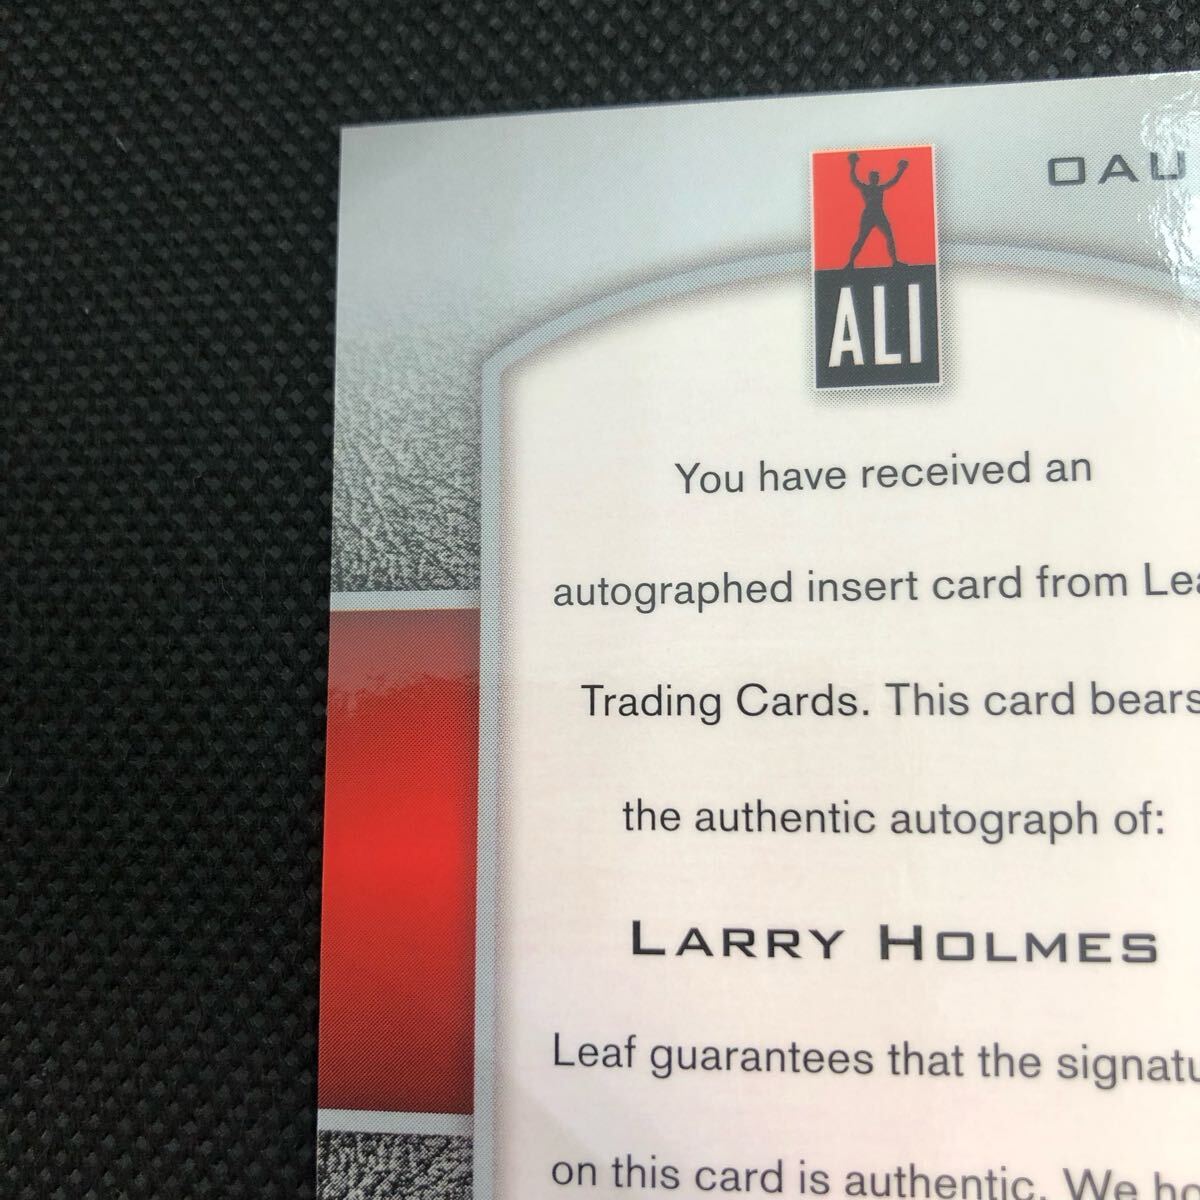 OAU
ALI
You have received an
autographed insert card from Lea
Trading Cards. This card bears
the authentic autograph of:
LARRY HOLMES
Leaf guarantees that the signatu
on this card is authentic. We ho